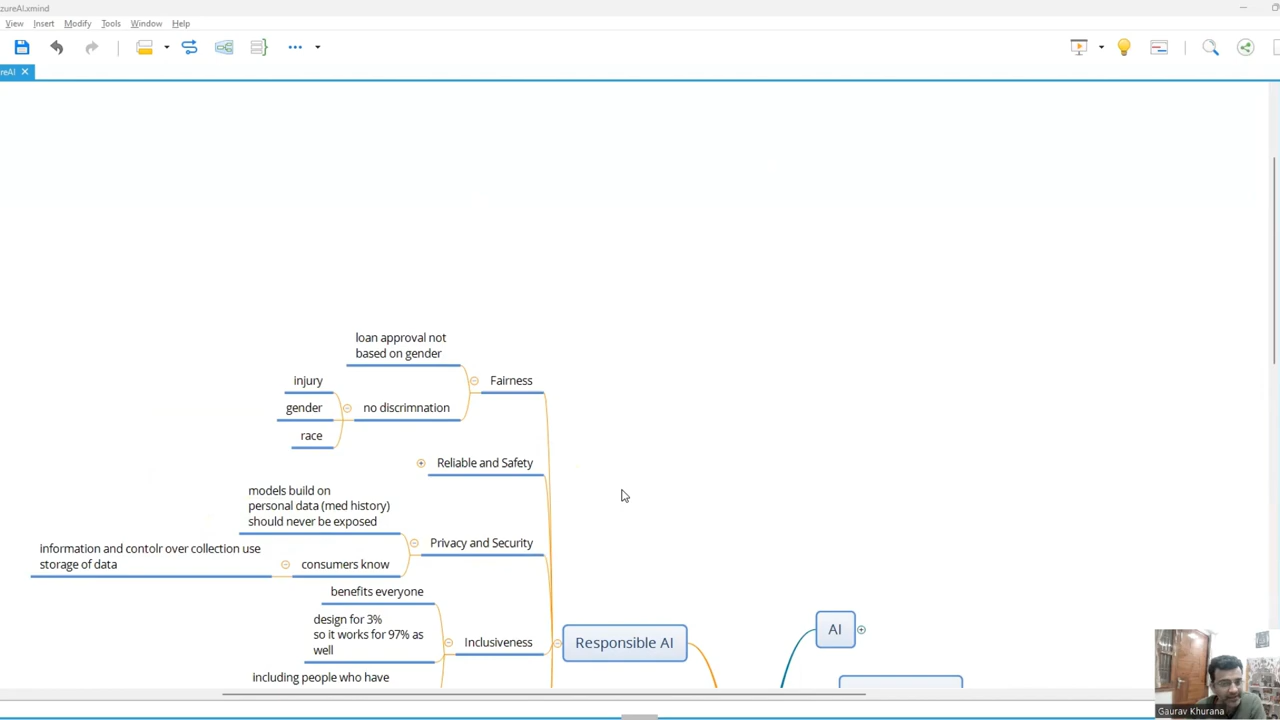 zureAI.xmind
View Insert Modify Tools Window Help
reAI
loan approval not
based on gender
Fairness
injury
gender
no discrimnation
race
Reliable and Safety
models build on
personal data (med history)
should never be exposed
Privacy and Security
information and contolr over collection use
storage of data
consumers know
benefits everyone
design for 3%
so it works for 97% as
well
Inclusiveness
Responsible AI
AI
including people who have
Gaurav Khurana